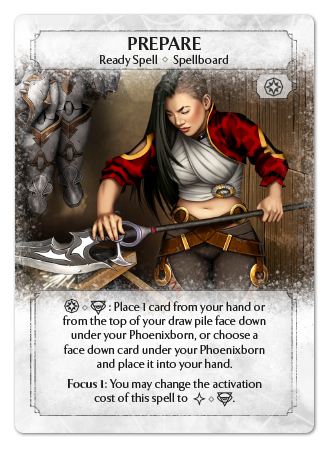 PREPARE
Ready Spell ⟡ Spellboard
: Place 1 card from your hand or
from the top of your draw pile face down
under your Phoenixborn, or choose a
face down card under your Phoenixborn
and place it into your hand.
Focus 1: You may change the activation
cost of this spell to